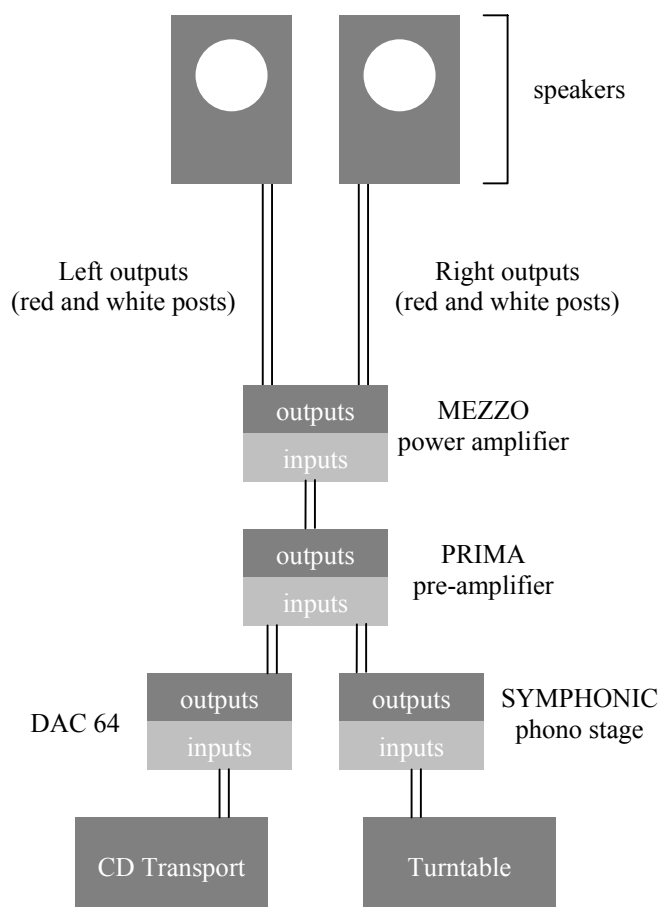 speakers
Left outputs
(red and white posts)
Right outputs
(red and white posts)
outputs
inputs
MEZZO
power amplifier
outputs
inputs
PRIMA
pre-amplifier
DAC 64
outputs
inputs
outputs
inputs
SYMPHONIC
phono stage
CD Transport
Turntable